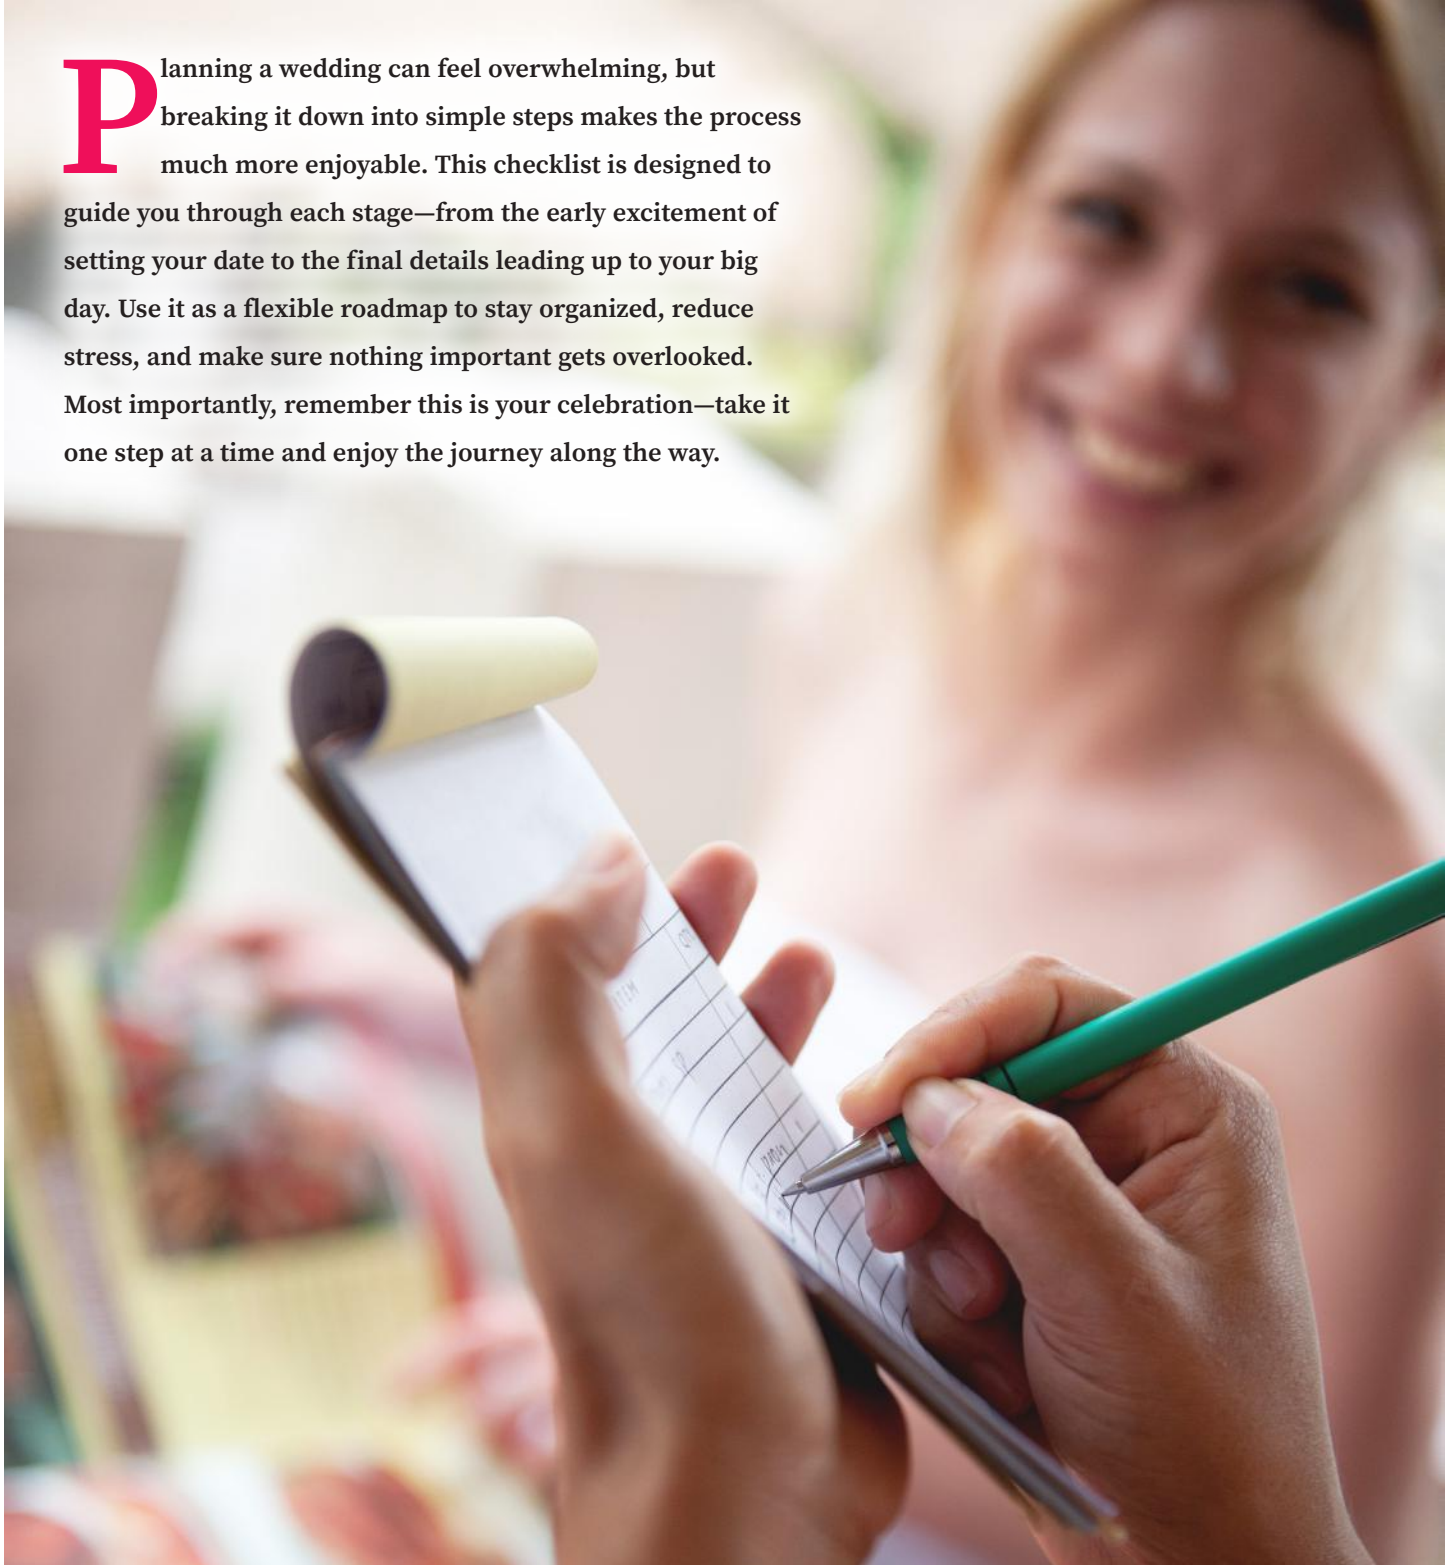 Planning a wedding can feel overwhelming, but
breaking it down into simple steps makes the process
much more enjoyable. This checklist is designed to
guide you through each stage—from the early excitement of
setting your date to the final details leading up to your big
day. Use it as a flexible roadmap to stay organized, reduce
stress, and make sure nothing important gets overlooked.
Most importantly, remember this is your celebration—take it
one step at a time and enjoy the journey along the way.
ITEM